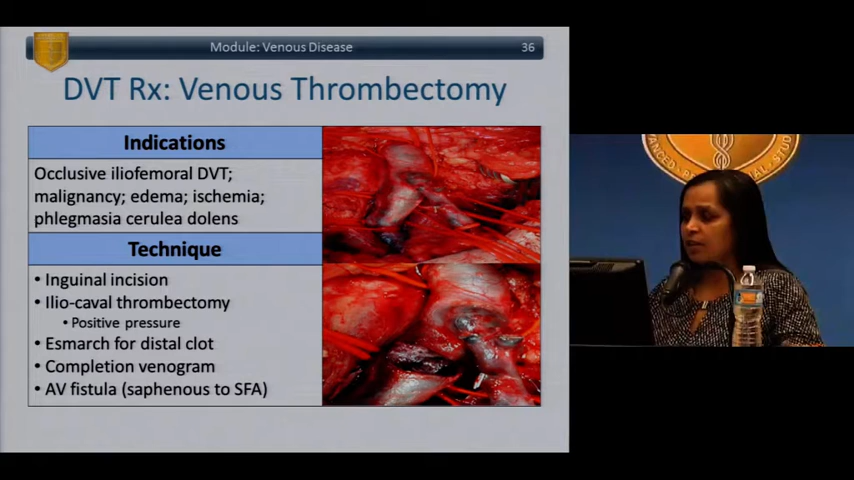 Module: Venous Disease
36
DVT Rx: Venous Thrombectomy
Indications
Occlusive iliofemoral DVT;
malignancy; edema; ischemia;
phlegmasia cerulea dolens
Technique
• Inguinal incision
• Ilio-caval thrombectomy
• Positive pressure
• Esmarch for distal clot
• Completion venogram
• AV fistula (saphenous to SFA)